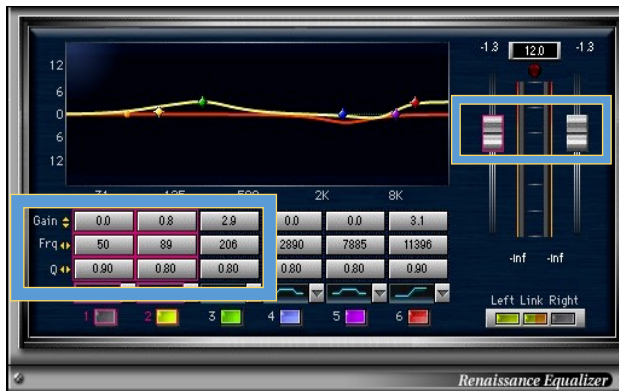 -1.3 12.0 -1.3
12
6
0
6
12
2K 8K
Gain 0.0 0.8 2.9 0.0 0.0 3.1
Frq 50 89 206 2890 7885 11396
Q 0.90 0.80 0.80 0.80 0.80 0.90
-Inf -Inf
Left Link Right
1 2 3 4 5 6
Renaissance Equalizer